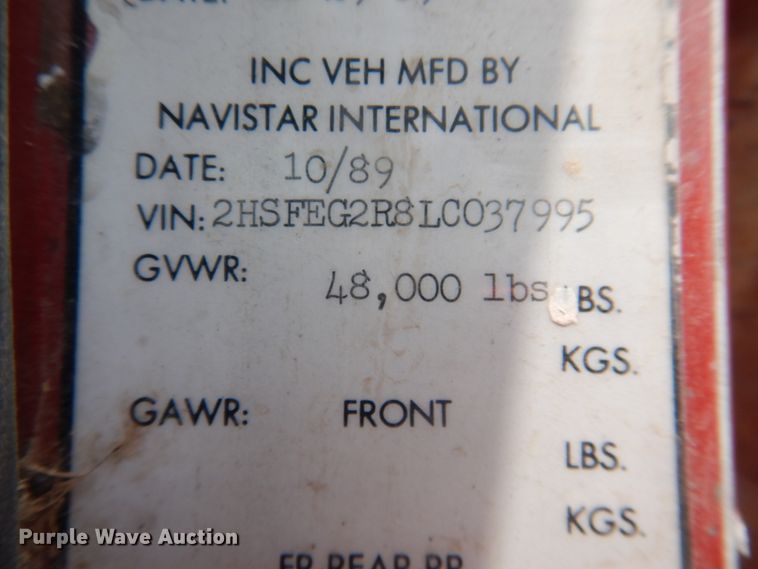 INC VEH MFD BY
NAVISTAR INTERNATIONAL
DATE: 10/89
VIN: 2HSFEG2R8LC037995
GVWR: 48,000 lbs BS.
KGS.
GAWR: FRONT
LBS.
KGS.
Purple Wave Auction